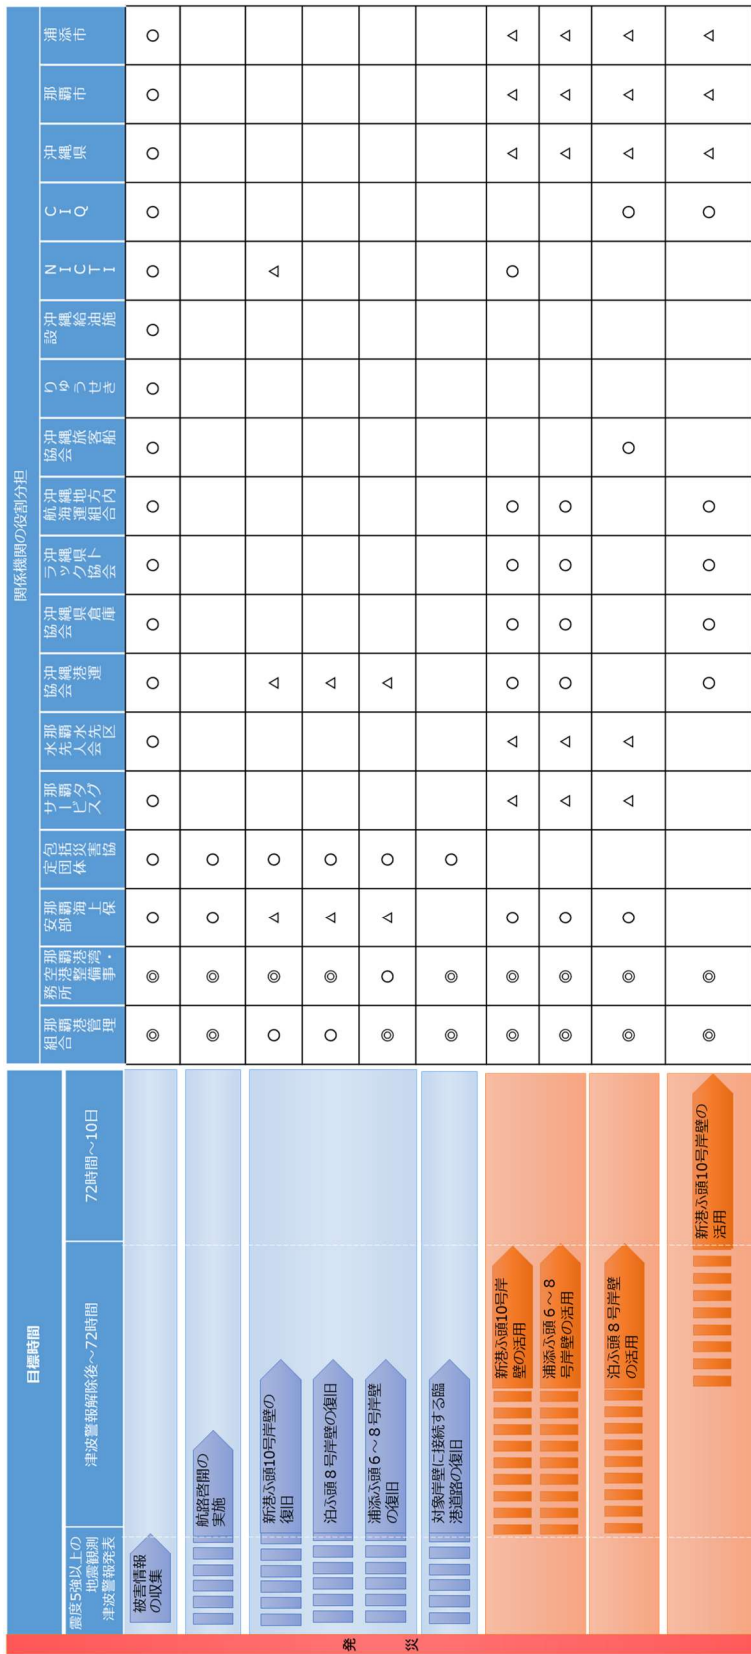 目標時間
関係機関の役割分担
震度5強以上の
地震観測
津波警報発表
津波警報解除後～72時間
72時間～10日
那覇港管理
組合
那覇港湾・
空港整備事
務所
那覇海上保
安部
包括災害協
定団体
那覇タグ
サービス
那覇水先区
水先人会
沖縄港運
協会
沖縄県倉庫
協会
沖縄県ト
ラック協会
沖縄地方内
航海運組合
沖縄旅客船
協会
りゅうせき
沖縄給油施
設
NICTI
CIQ
沖縄県
那覇市
浦添市
発災
被害情報
の収集
◎ ◎ ○ ○ ○ ○ ○ ○ ○ ○ ○ ○ ○ ○ ○ ○ ○ ○
航路啓開の
実施
◎ ◎ ○ ○
新港ふ頭10号岸壁の
復旧
○ ◎ △ ○ △ △
泊ふ頭８号岸壁の復旧
○ ◎ △ ○ △
浦添ふ頭６～８号岸壁
の復旧
◎ ○ △ ○ △
対象岸壁に接続する臨
港道路の復旧
◎ ◎ ○
新港ふ頭10号岸
壁の活用
◎ ◎ ○ △ △ ○ ○ ○ ○ ○ △ △ △
浦添ふ頭６～８
号岸壁の活用
◎ ◎ ○ △ △ ○ ○ ○ ○ △ △ △
泊ふ頭８号岸壁
の活用
◎ ◎ ○ △ △ ○ ○ △ △ △
新港ふ頭10号岸壁の
活用
◎ ◎ ○ ○ ○ ○ ○ △ △ △